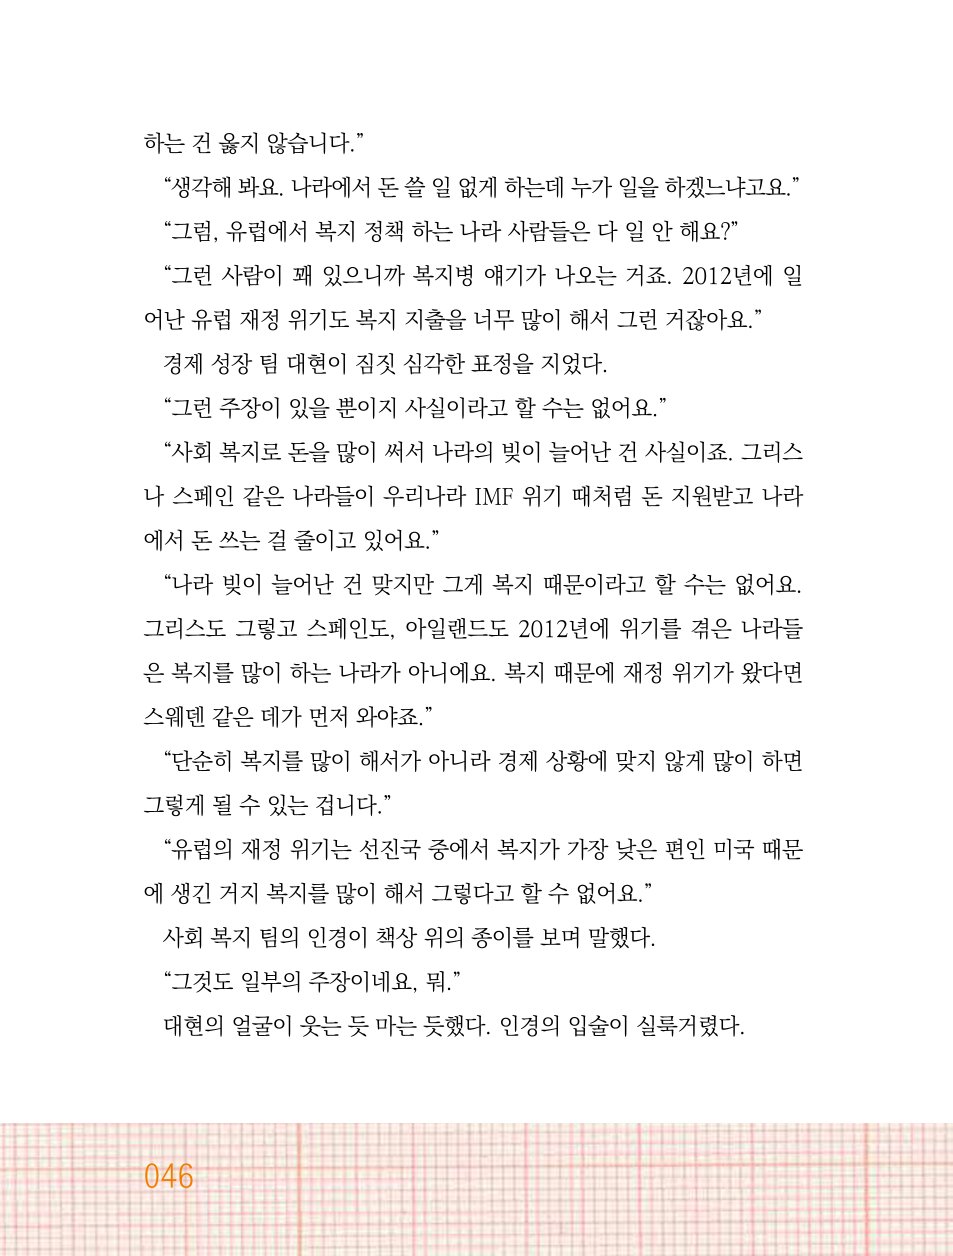 하는 건 옳지 않습니다.”
“생각해 봐요. 나라에서 돈 쓸 일 없게 하는데 누가 일을 하겠느냐고요.”
“그럼, 유럽에서 복지 정책 하는 나라 사람들은 다 일 안 해요?”
“그런 사람이 꽤 있으니까 복지병 얘기가 나오는 거죠. 2012년에 일
어난 유럽 재정 위기도 복지 지출을 너무 많이 해서 그런 거잖아요.”
경제 성장 팀 대현이 짐짓 심각한 표정을 지었다.
“그런 주장이 있을 뿐이지 사실이라고 할 수는 없어요.”
“사회 복지로 돈을 많이 써서 나라의 빚이 늘어난 건 사실이죠. 그리스
나 스페인 같은 나라들이 우리나라 IMF 위기 때처럼 돈 지원받고 나라
에서 돈 쓰는 걸 줄이고 있어요.”
“나라 빚이 늘어난 건 맞지만 그게 복지 때문이라고 할 수는 없어요.
그리스도 그렇고 스페인도, 아일랜드도 2012년에 위기를 겪은 나라들
은 복지를 많이 하는 나라가 아니에요. 복지 때문에 재정 위기가 왔다면
스웨덴 같은 데가 먼저 와야죠.”
“단순히 복지를 많이 해서가 아니라 경제 상황에 맞지 않게 많이 하면
그렇게 될 수 있는 겁니다.”
“유럽의 재정 위기는 선진국 중에서 복지가 가장 낮은 편인 미국 때문
에 생긴 거지 복지를 많이 해서 그렇다고 할 수 없어요.”
사회 복지 팀의 인경이 책상 위의 종이를 보며 말했다.
“그것도 일부의 주장이네요, 뭐.”
대현의 얼굴이 웃는 듯 마는 듯했다. 인경의 입술이 실룩거렸다.
046